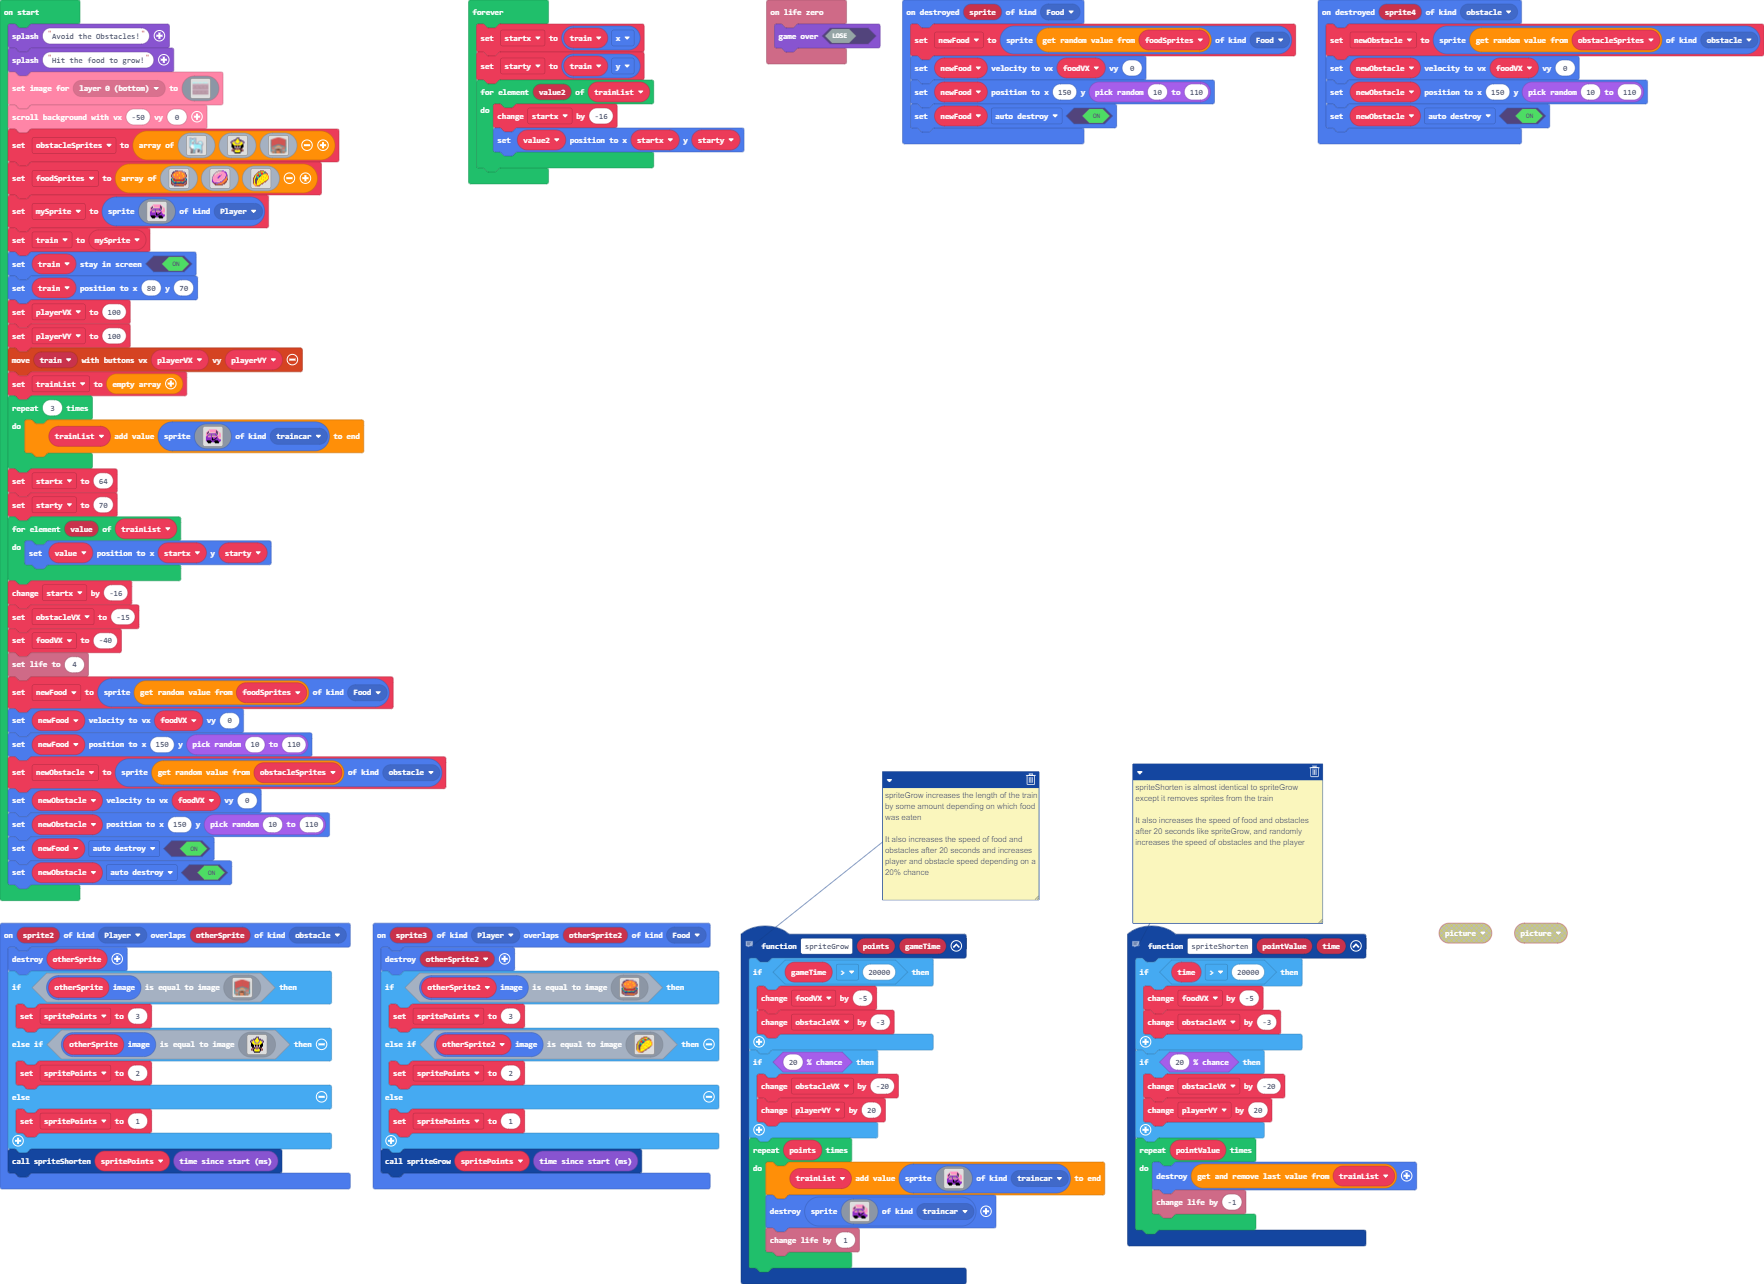 on start
splash "Avoid the Obstacles!"
splash "Hit the food to grow!"
set image for layer 0 (bottom) to
scroll background with vx -50 vy 0
set obstacleSprites to array of
set foodSprites to array of
set mySprite to sprite of kind Player
set train to mySprite
set train stay in screen ON
set train position to x 80 y 70
set playerVX to 100
set playerVY to 100
move train with buttons vx playerVX vy playerVY
set trainList to empty array
repeat 3 times
do
trainList add value sprite of kind traincar to end
set startx to 64
set starty to 70
for element value of trainList
do set value position to x startx y starty
change startx by -16
set obstacleVX to -15
set foodVX to -40
set life to 4
set newFood to sprite get random value from foodSprites of kind Food
set newFood velocity to vx foodVX vy 0
set newFood position to x 150 y pick random 10 to 110
set newObstacle to sprite get random value from obstacleSprites of kind obstacle
set newObstacle velocity to vx foodVX vy 0
set newObstacle position to x 150 y pick random 10 to 110
set newFood auto destroy ON
set newObstacle auto destroy ON
forever
set startx to train x
set starty to train y
for element value2 of trainList
do change startx by -16
set value2 position to x startx y starty
on life zero
game over LOSE
on destroyed sprite of kind Food
set newFood to sprite get random value from foodSprites of kind Food
set newFood velocity to vx foodVX vy 0
set newFood position to x 150 y pick random 10 to 110
set newFood auto destroy ON
on destroyed sprite4 of kind obstacle
set newObstacle to sprite get random value from obstacleSprites of kind obstacle
set newObstacle velocity to vx foodVX vy 0
set newObstacle position to x 150 y pick random 10 to 110
set newObstacle auto destroy ON
on sprite2 of kind Player overlaps otherSprite of kind obstacle
destroy otherSprite
if otherSprite image is equal to image then
set spritePoints to 3
else if otherSprite image is equal to image then
set spritePoints to 2
else
set spritePoints to 1
call spriteShorten spritePoints time since start (ms)
on sprite3 of kind Player overlaps otherSprite2 of kind Food
destroy otherSprite2
if otherSprite2 image is equal to image then
set spritePoints to 3
else if otherSprite2 image is equal to image then
set spritePoints to 2
else
set spritePoints to 1
call spriteGrow spritePoints time since start (ms)
spriteGrow increases the length of the train
by some amount depending on which food
was eaten
It also increases the speed of food and
obstacles after 20 seconds and increases
player and obstacle speed depending on a
20% chance
function spriteGrow points gameTime
if gameTime > 20000 then
change foodVX by -5
change obstacleVX by -3
if 20 % chance then
change obstacleVX by -20
change playerVY by 20
repeat points times
do
trainList add value sprite of kind traincar to end
destroy sprite of kind traincar
change life by 1
spriteShorten is almost identical to spriteGrow
except it removes sprites from the train
It also increases the speed of food and obstacles
after 20 seconds like spriteGrow, and randomly
increases the speed of obstacles and the player
function spriteShorten pointValue time
if time > 20000 then
change foodVX by -5
change obstacleVX by -3
if 20 % chance then
change obstacleVX by -20
change playerVY by 20
repeat pointValue times
do destroy get and remove last value from trainList
change life by -1
picture picture